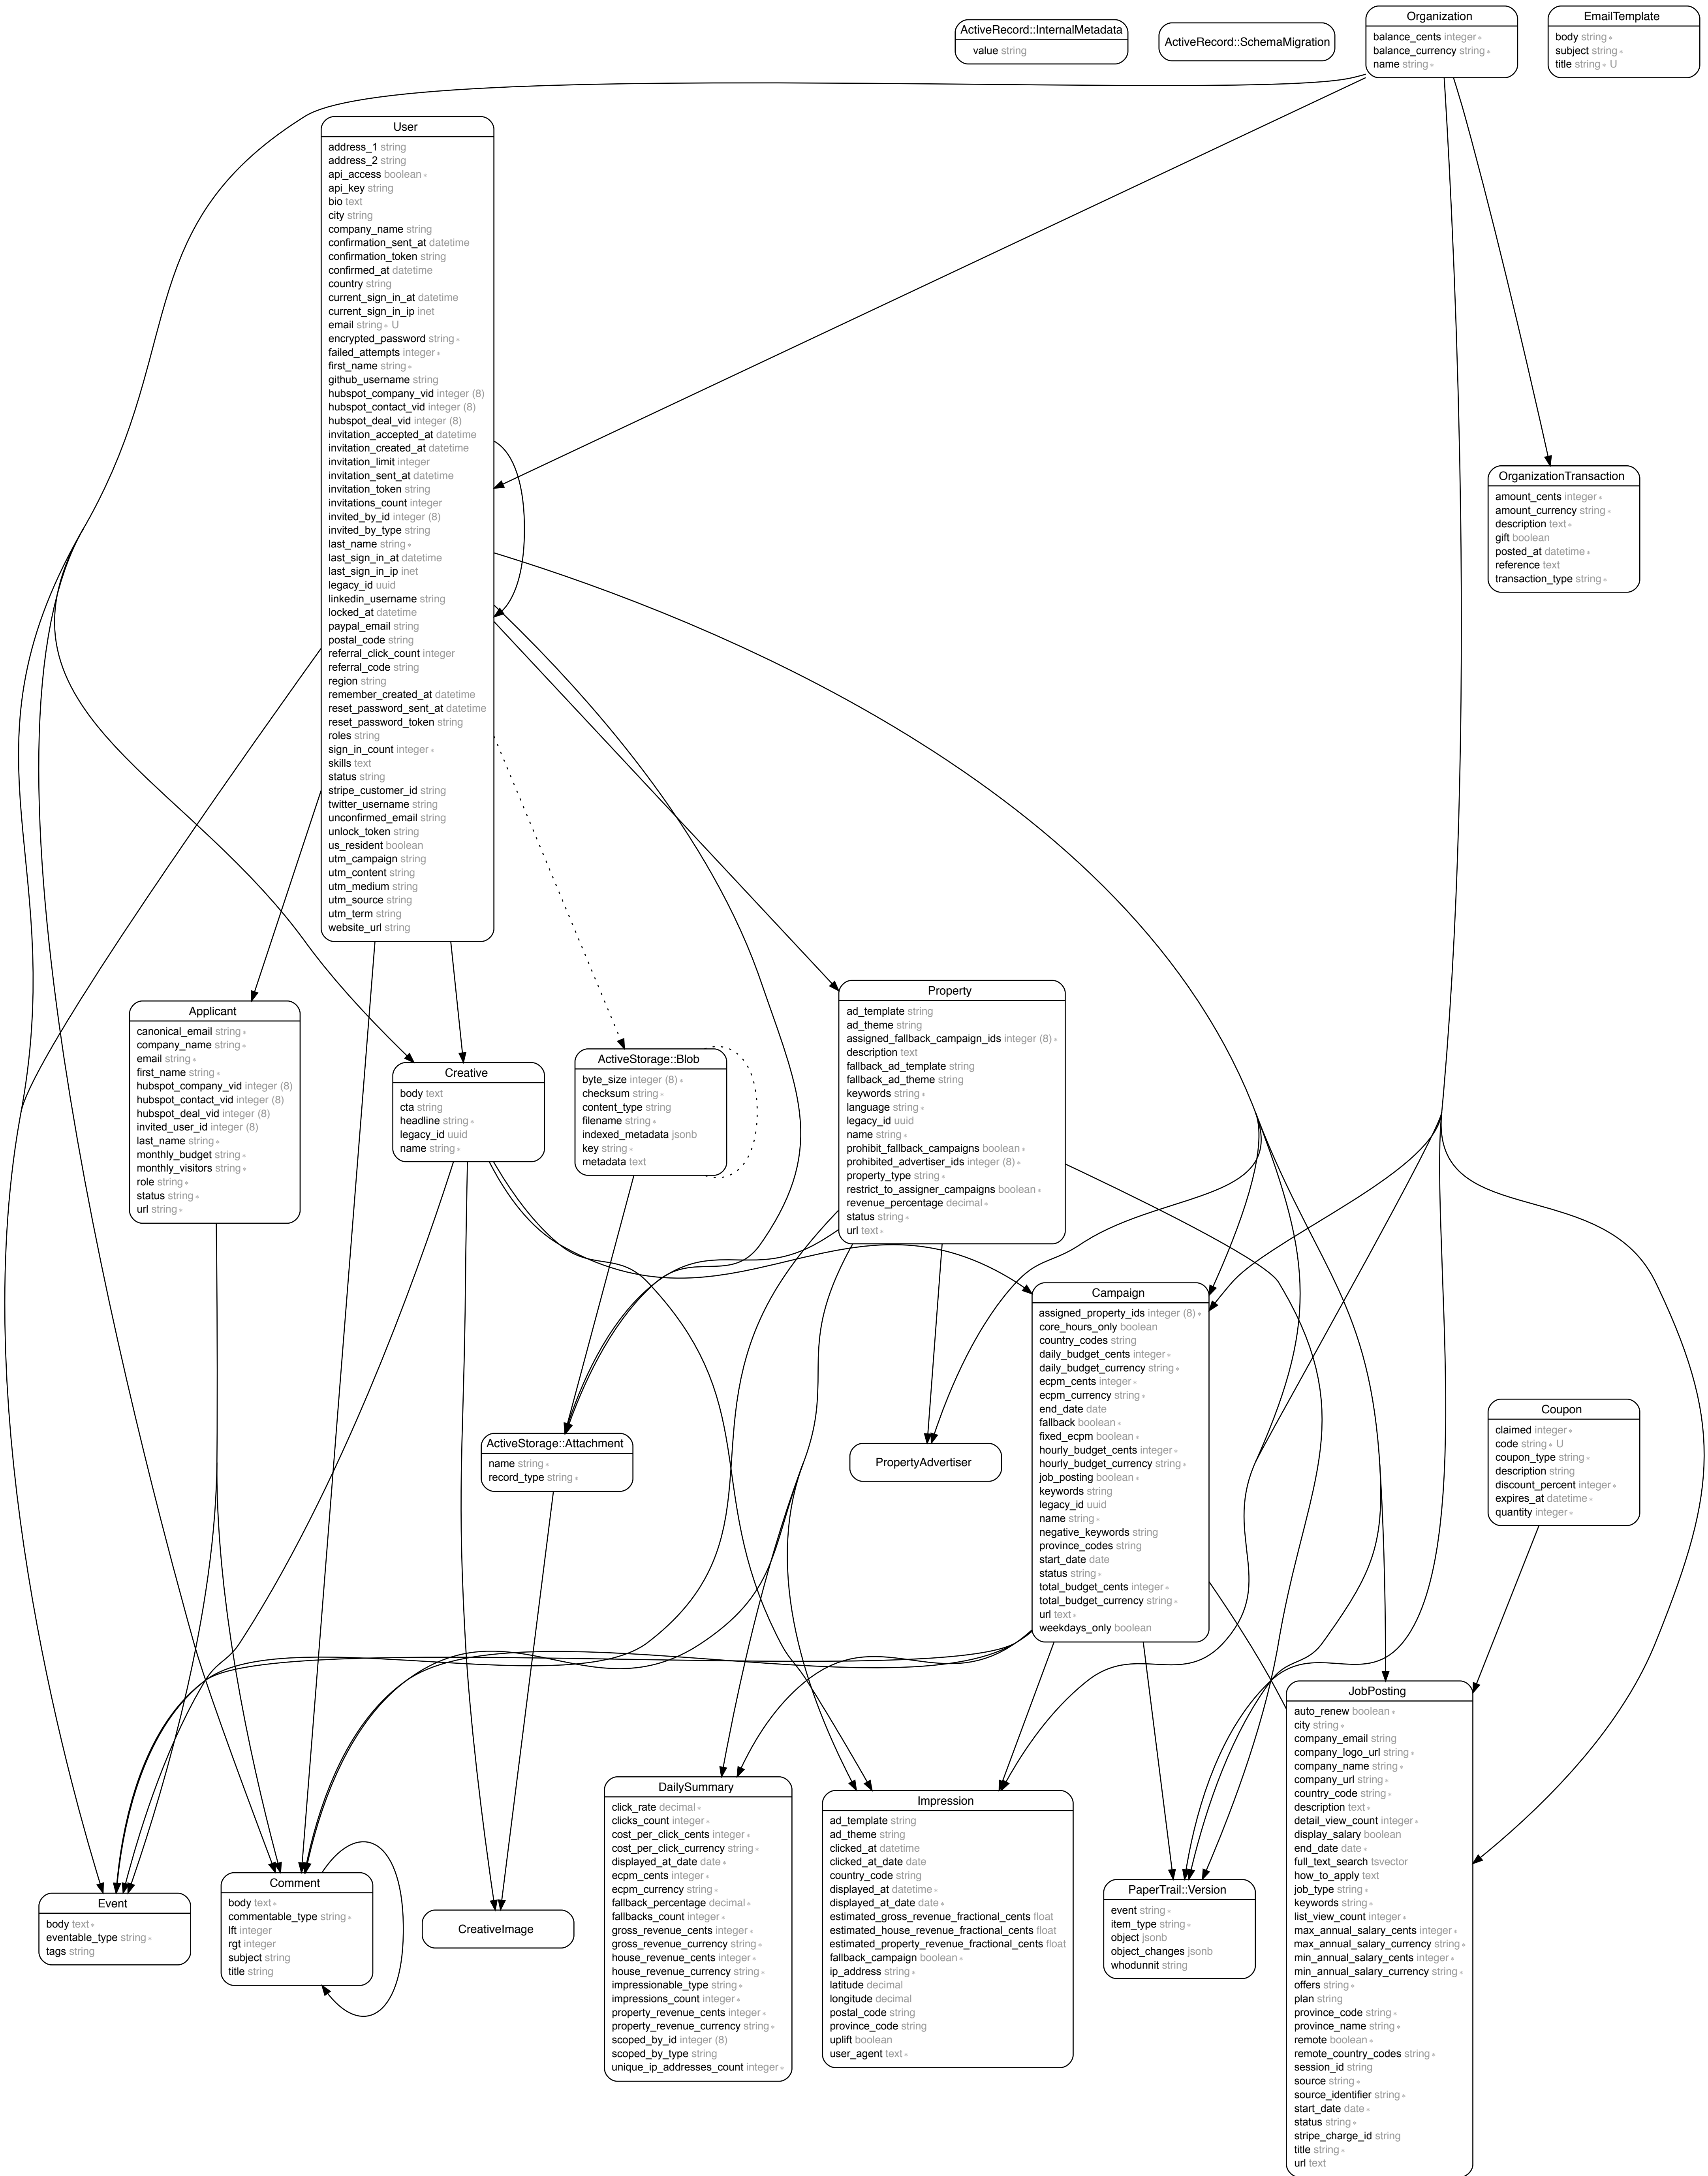 ActiveRecord::InternalMetadata
value string
ActiveRecord::SchemaMigration
Organization
balance_cents integer ∗
balance_currency string ∗
name string ∗
EmailTemplate
body string ∗
subject string ∗
title string ∗ U
User
address_1 string
address_2 string
api_access boolean ∗
api_key string
bio text
city string
company_name string
confirmation_sent_at datetime
confirmation_token string
confirmed_at datetime
country string
current_sign_in_at datetime
current_sign_in_ip inet
email string ∗ U
encrypted_password string ∗
failed_attempts integer ∗
first_name string ∗
github_username string
hubspot_company_vid integer (8)
hubspot_contact_vid integer (8)
hubspot_deal_vid integer (8)
invitation_accepted_at datetime
invitation_created_at datetime
invitation_limit integer
invitation_sent_at datetime
invitation_token string
invitations_count integer
invited_by_id integer (8)
invited_by_type string
last_name string ∗
last_sign_in_at datetime
last_sign_in_ip inet
legacy_id uuid
linkedin_username string
locked_at datetime
paypal_email string
postal_code string
referral_click_count integer
referral_code string
region string
remember_created_at datetime
reset_password_sent_at datetime
reset_password_token string
roles string
sign_in_count integer ∗
skills text
status string
stripe_customer_id string
twitter_username string
unconfirmed_email string
unlock_token string
us_resident boolean
utm_campaign string
utm_content string
utm_medium string
utm_source string
utm_term string
website_url string
OrganizationTransaction
amount_cents integer ∗
amount_currency string ∗
description text ∗
gift boolean
posted_at datetime ∗
reference text
transaction_type string ∗
Applicant
canonical_email string ∗
company_name string ∗
email string ∗
first_name string ∗
hubspot_company_vid integer (8)
hubspot_contact_vid integer (8)
hubspot_deal_vid integer (8)
invited_user_id integer (8)
last_name string ∗
monthly_budget string ∗
monthly_visitors string ∗
role string ∗
status string ∗
url string ∗
Creative
body text
cta string
headline string ∗
legacy_id uuid
name string ∗
ActiveStorage::Blob
byte_size integer (8) ∗
checksum string ∗
content_type string
filename string ∗
indexed_metadata jsonb
key string ∗
metadata text
Property
ad_template string
ad_theme string
assigned_fallback_campaign_ids integer (8) ∗
description text
fallback_ad_template string
fallback_ad_theme string
keywords string ∗
language string ∗
legacy_id uuid
name string ∗
prohibit_fallback_campaigns boolean ∗
prohibited_advertiser_ids integer (8) ∗
property_type string ∗
restrict_to_assigner_campaigns boolean ∗
revenue_percentage decimal ∗
status string ∗
url text ∗
Campaign
assigned_property_ids integer (8) ∗
core_hours_only boolean
country_codes string
daily_budget_cents integer ∗
daily_budget_currency string ∗
ecpm_cents integer ∗
ecpm_currency string ∗
end_date date
fallback boolean ∗
fixed_ecpm boolean ∗
hourly_budget_cents integer ∗
hourly_budget_currency string ∗
job_posting boolean ∗
keywords string
legacy_id uuid
name string ∗
negative_keywords string
province_codes string
start_date date
status string ∗
total_budget_cents integer ∗
total_budget_currency string ∗
url text ∗
weekdays_only boolean
ActiveStorage::Attachment
name string ∗
record_type string ∗
PropertyAdvertiser
Coupon
claimed integer ∗
code string ∗ U
coupon_type string ∗
description string
discount_percent integer ∗
expires_at datetime ∗
quantity integer ∗
JobPosting
auto_renew boolean ∗
city string ∗
company_email string
company_logo_url string ∗
company_name string ∗
company_url string ∗
country_code string ∗
description text ∗
detail_view_count integer ∗
display_salary boolean
end_date date ∗
full_text_search tsvector
how_to_apply text
job_type string ∗
keywords string ∗
list_view_count integer ∗
max_annual_salary_cents integer ∗
max_annual_salary_currency string ∗
min_annual_salary_cents integer ∗
min_annual_salary_currency string ∗
offers string ∗
plan string
province_code string ∗
province_name string ∗
remote boolean ∗
remote_country_codes string ∗
session_id string
source string ∗
source_identifier string ∗
start_date date ∗
status string ∗
stripe_charge_id string
title string ∗
url text
Event
body text ∗
eventable_type string ∗
tags string
Comment
body text ∗
commentable_type string ∗
lft integer
rgt integer
subject string
title string
CreativeImage
DailySummary
click_rate decimal ∗
clicks_count integer ∗
cost_per_click_cents integer ∗
cost_per_click_currency string ∗
displayed_at_date date ∗
ecpm_cents integer ∗
ecpm_currency string ∗
fallback_percentage decimal ∗
fallbacks_count integer ∗
gross_revenue_cents integer ∗
gross_revenue_currency string ∗
house_revenue_cents integer ∗
house_revenue_currency string ∗
impressionable_type string ∗
impressions_count integer ∗
property_revenue_cents integer ∗
property_revenue_currency string ∗
scoped_by_id integer (8)
scoped_by_type string
unique_ip_addresses_count integer ∗
Impression
ad_template string
ad_theme string
clicked_at datetime
clicked_at_date date
country_code string
displayed_at datetime ∗
displayed_at_date date ∗
estimated_gross_revenue_fractional_cents float
estimated_house_revenue_fractional_cents float
estimated_property_revenue_fractional_cents float
fallback_campaign boolean ∗
ip_address string ∗
latitude decimal
longitude decimal
postal_code string
province_code string
uplift boolean
user_agent text ∗
PaperTrail::Version
event string ∗
item_type string ∗
object jsonb
object_changes jsonb
whodunnit string